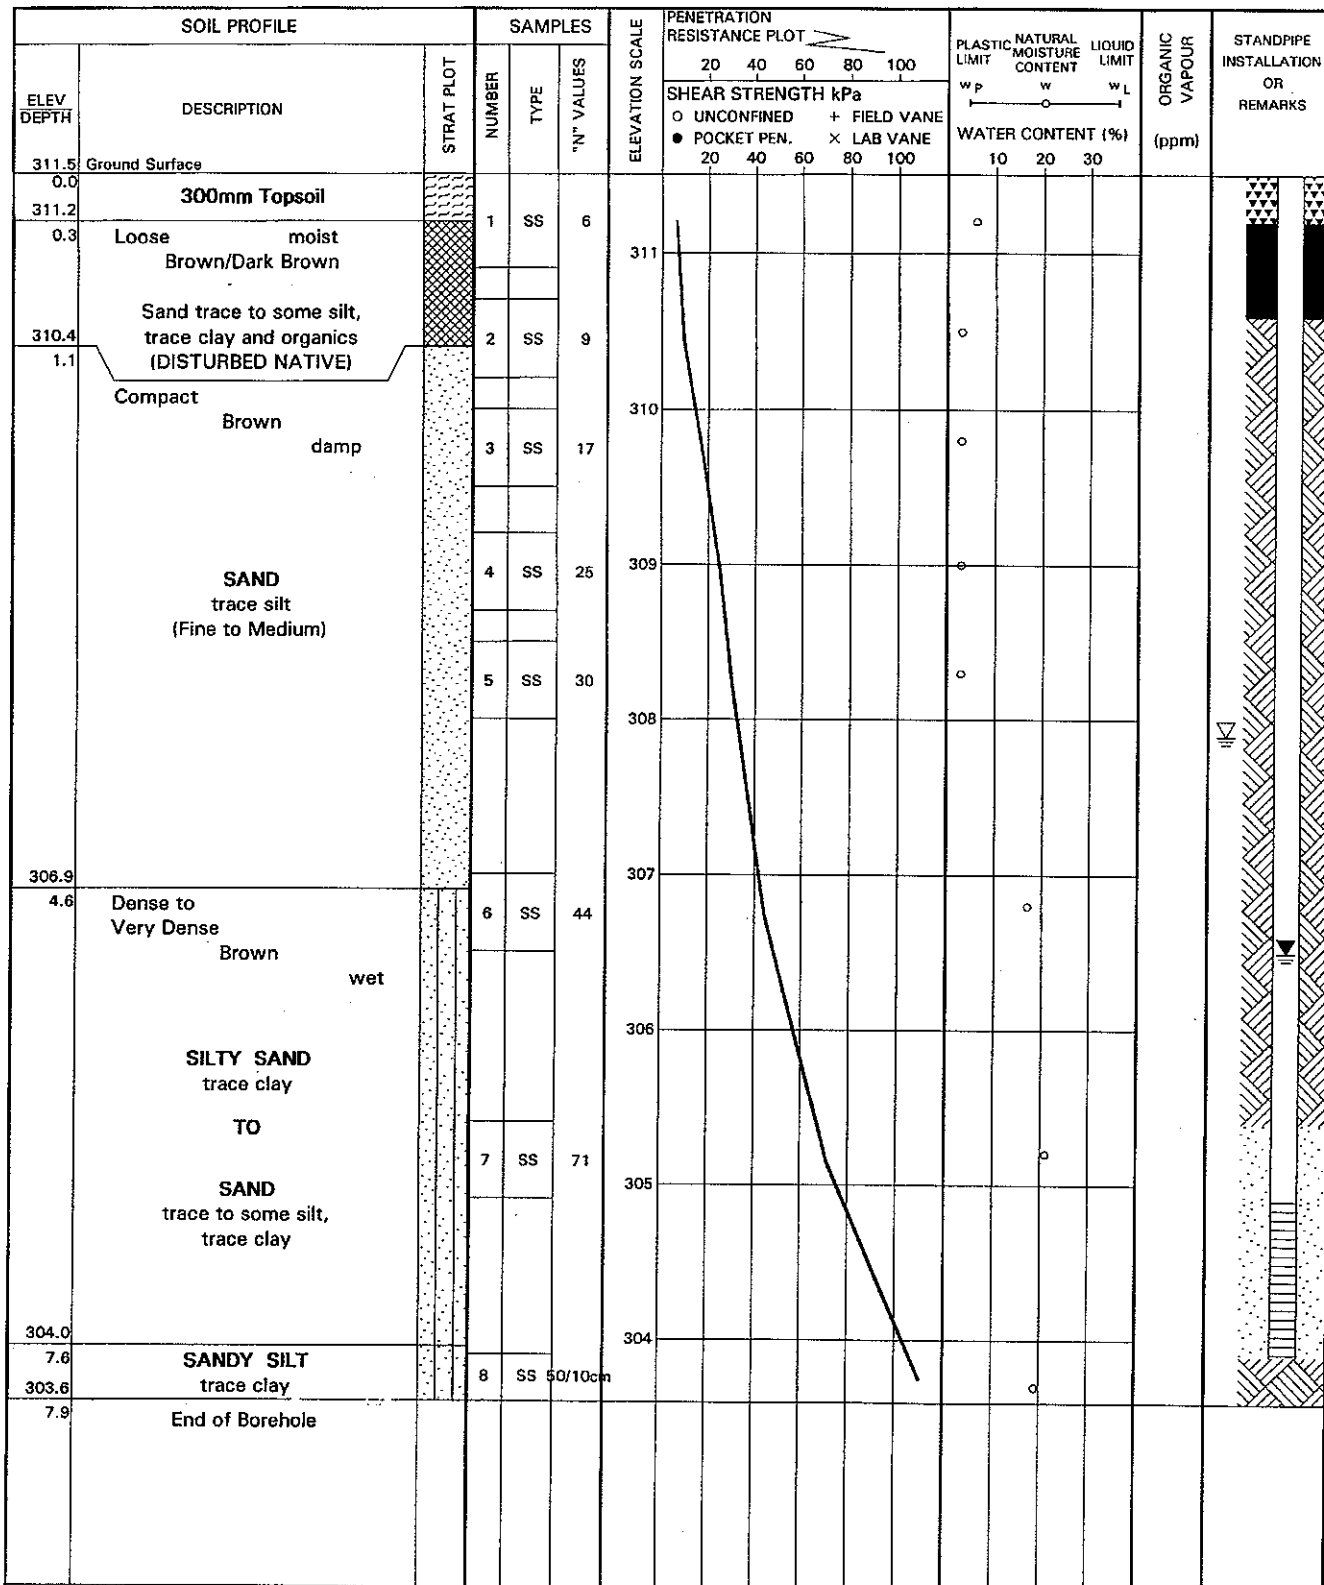 SOIL PROFILE
SAMPLES
ELEV
DEPTH
DESCRIPTION
STRAT PLOT
NUMBER
TYPE
"N" VALUES
ELEVATION SCALE
PENETRATION
RESISTANCE PLOT
20 40 60 80 100
SHEAR STRENGTH kPa
O UNCONFINED + FIELD VANE
● POCKET PEN. × LAB VANE
20 40 60 80 100
PLASTIC LIMIT
NATURAL MOISTURE CONTENT
LIQUID LIMIT
wP w wL
WATER CONTENT (%)
10 20 30
ORGANIC VAPOUR
(ppm)
STANDPIPE
INSTALLATION
OR
REMARKS
311.5 Ground Surface
0.0
300mm Topsoil
311.2
0.3 Loose moist
Brown/Dark Brown
1 SS 6
311
Sand trace to some silt,
310.4 trace clay and organics
2 SS 9
1.1 (DISTURBED NATIVE)
Compact
310
Brown
damp
3 SS 17
309
SAND
4 SS 25
trace silt
(Fine to Medium)
5 SS 30
308
307
306.9
4.6 Dense to
6 SS 44
Very Dense
Brown
wet
306
SILTY SAND
trace clay
TO
7 SS 71
305
SAND
trace to some silt,
trace clay
304.0
304
7.6 SANDY SILT
303.6 trace clay
8 SS 50/10cm
7.9 End of Borehole